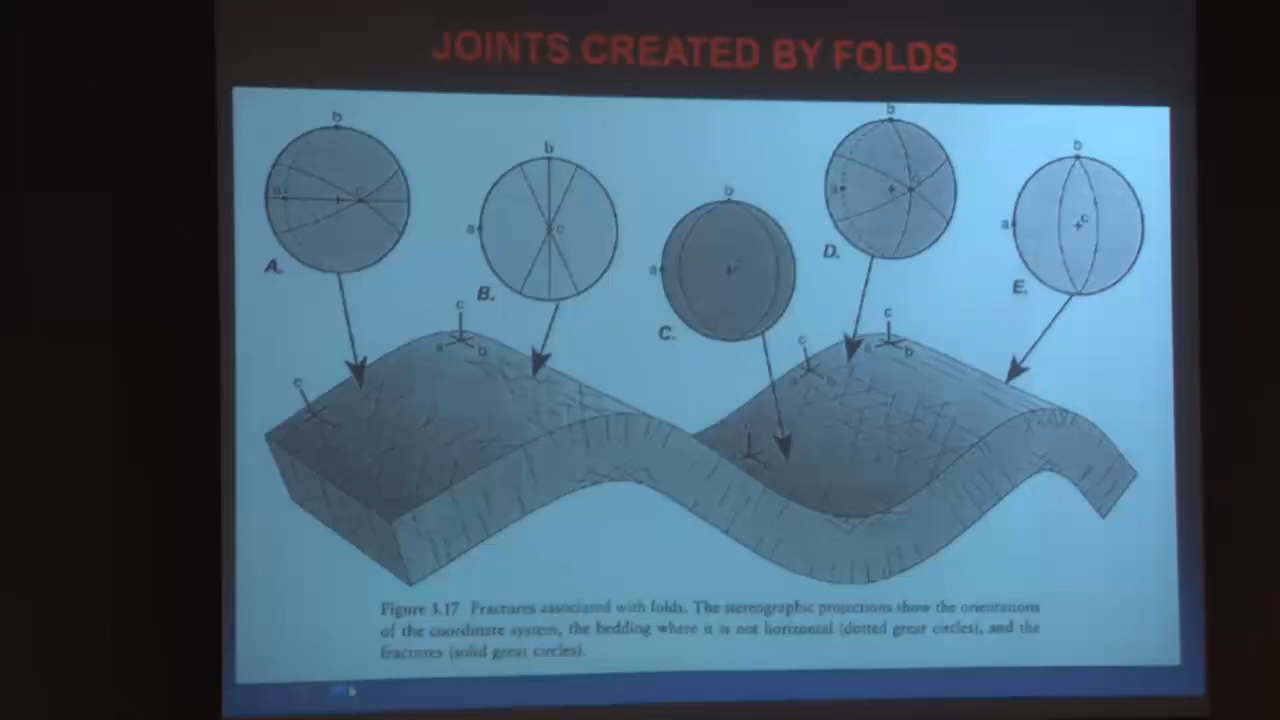 JOINTS CREATED BY FOLDS
b
a
c
A.
b
a
c
B.
b
a
c
C.
b
a
c
D.
b
a
c
E.
c
c
a
b
c
a
b
c
a
b
Figure 3.17 Fractures associated with folds. The stereographic projections show the orientations
of the coordinate system, the bedding where it is not horizontal (dotted great circles), and the
fractures (solid great circles).